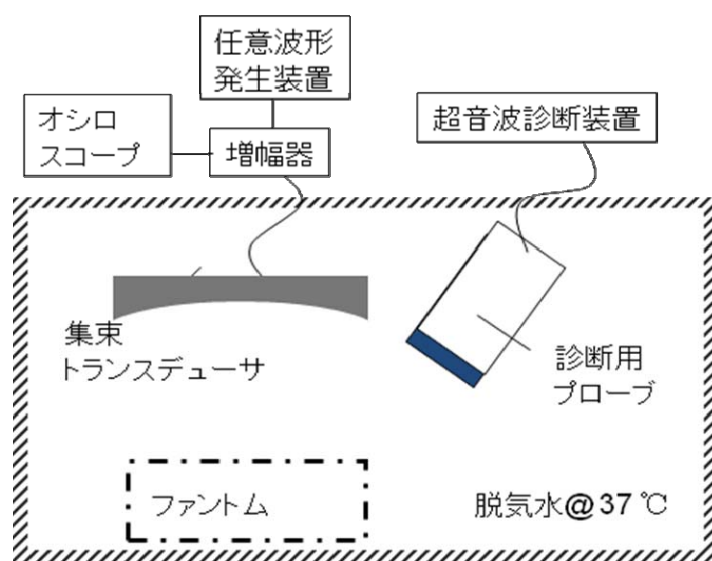 任意波形
発生装置
オシロ
スコープ
増幅器
超音波診断装置
集束
トランスデューサ
診断用
プローブ
ファントム
脱気水@37 ℃